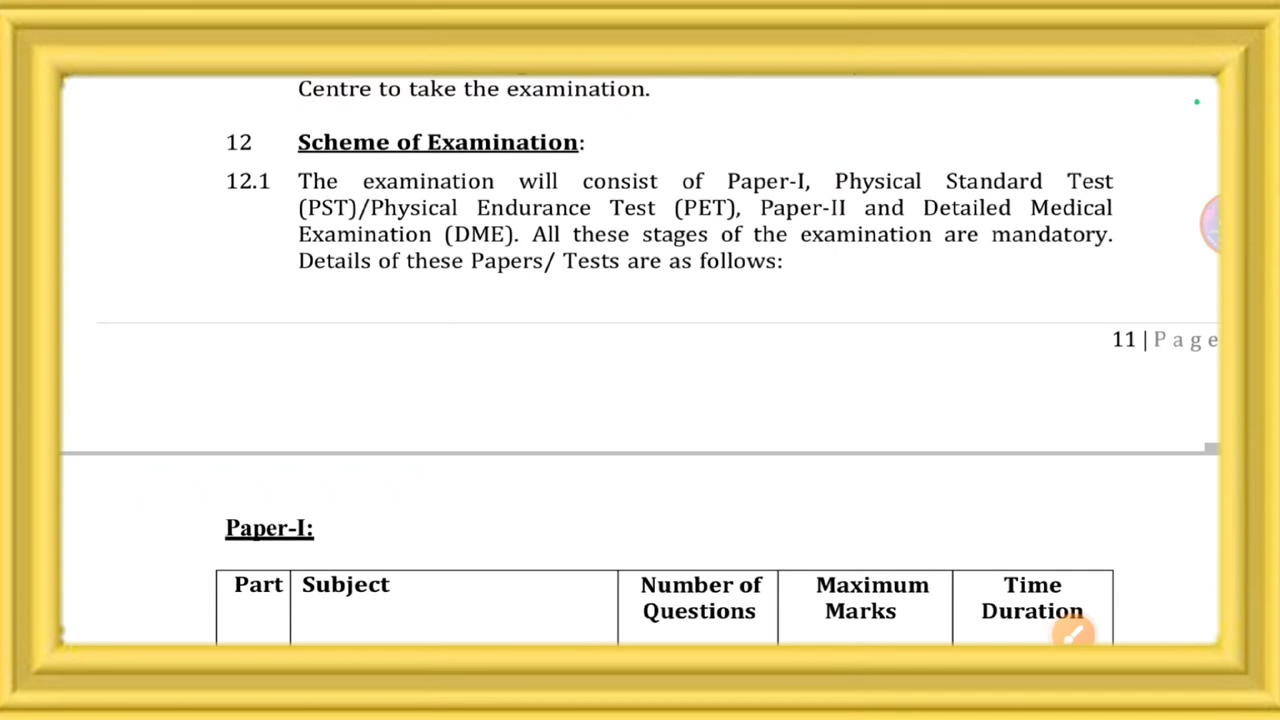 Centre to take the examination.
12 Scheme of Examination:
12.1 The examination will consist of Paper-I, Physical Standard Test
(PST)/Physical Endurance Test (PET), Paper-II and Detailed Medical
Examination (DME). All these stages of the examination are mandatory.
Details of these Papers/ Tests are as follows:
11 | P a g e
Paper-I:
Part Subject Number of Maximum Time
Questions Marks Duration